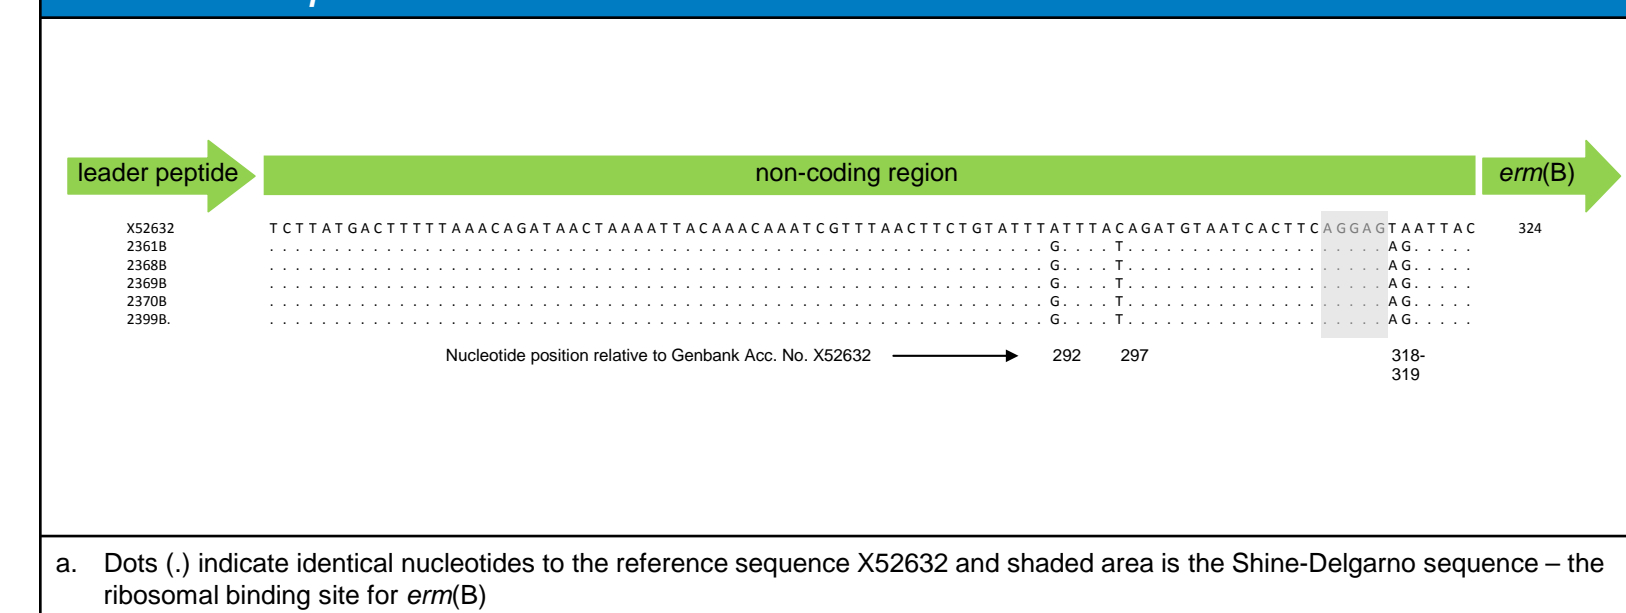 leader peptide
non-coding region
erm(B)
X52632 TCTTATGACTTTTTAAACAGATAACTAAAATTACAAACAAATCGTTTAACTTCTGTATTTATTTACAGATGTAATCACTTCAGGAGTAATTAC 324
2361B ............................................................G....T....................AG.....
2368B ............................................................G....T....................AG.....
2369B ............................................................G....T....................AG.....
2370B ............................................................G....T....................AG.....
2399B. ............................................................G....T....................AG.....
Nucleotide position relative to Genbank Acc. No. X52632 292 297 318-
319
a. Dots (.) indicate identical nucleotides to the reference sequence X52632 and shaded area is the Shine-Delgarno sequence – the
ribosomal binding site for erm(B)